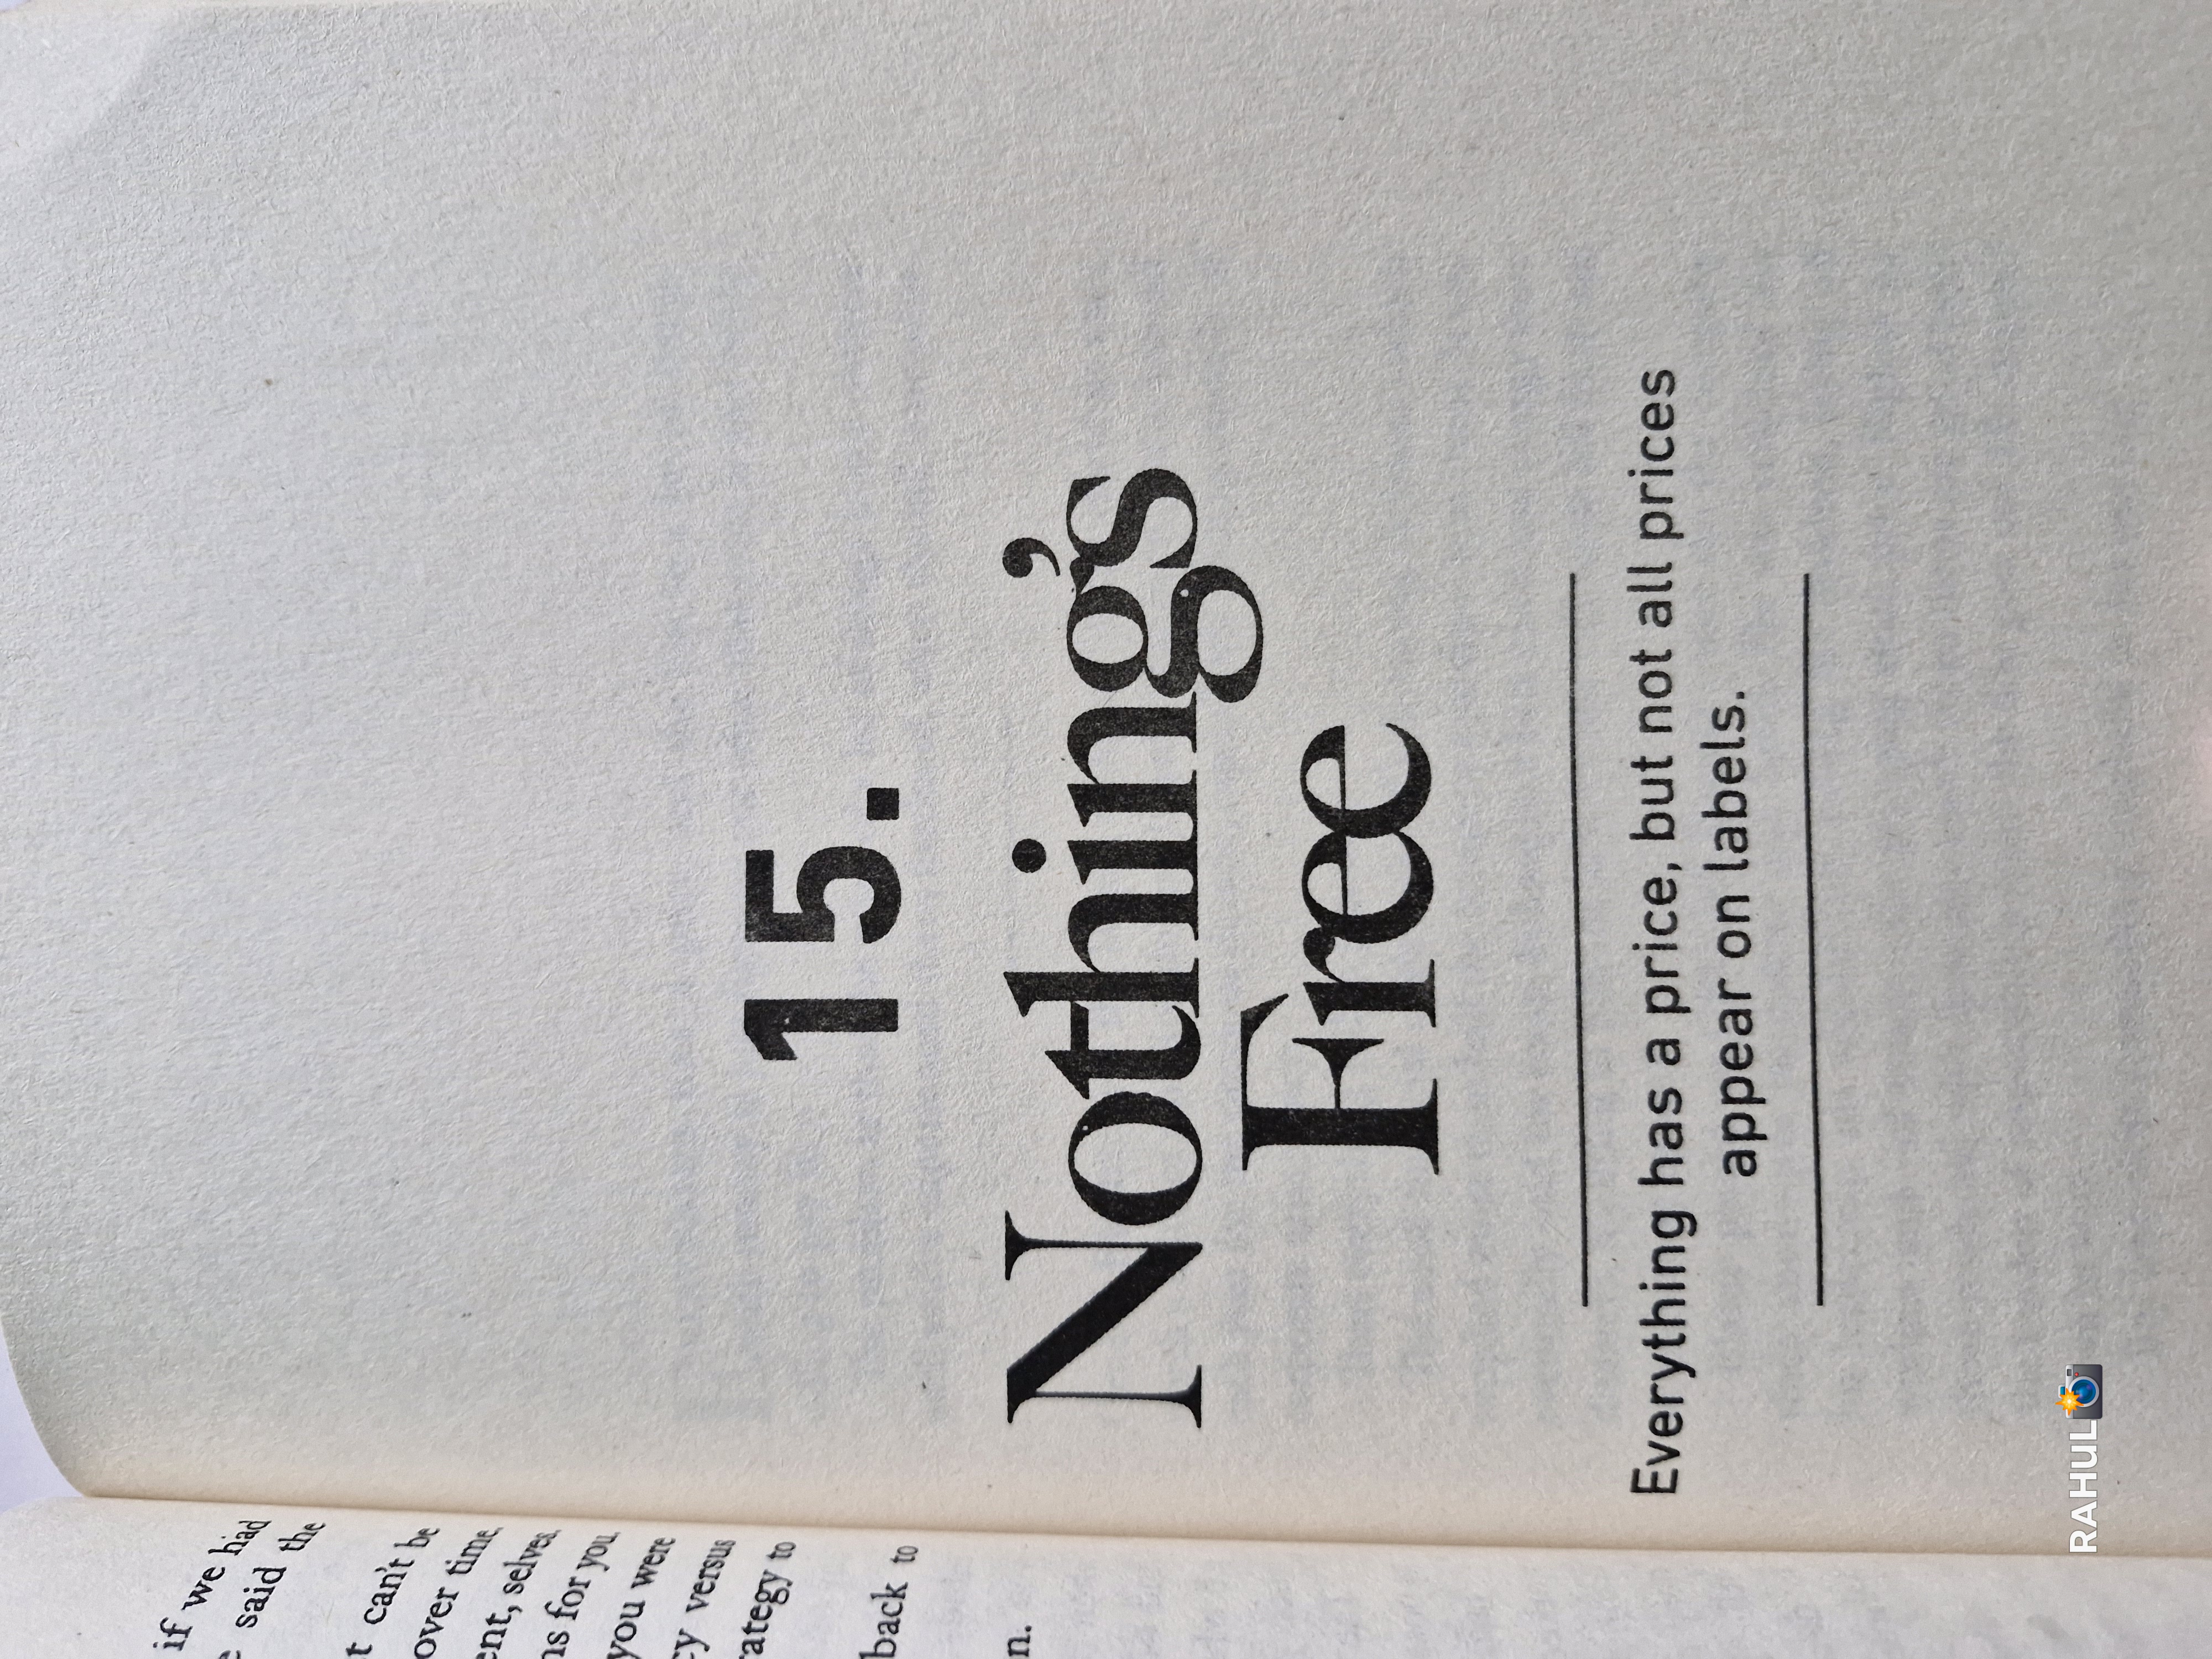 if we had
said the
can't be
over time,
selves.
for you
you were
versus
to
back to
15.
Nothing's
Free
Everything has a price, but not all prices
appear on labels.
RAHUL📸